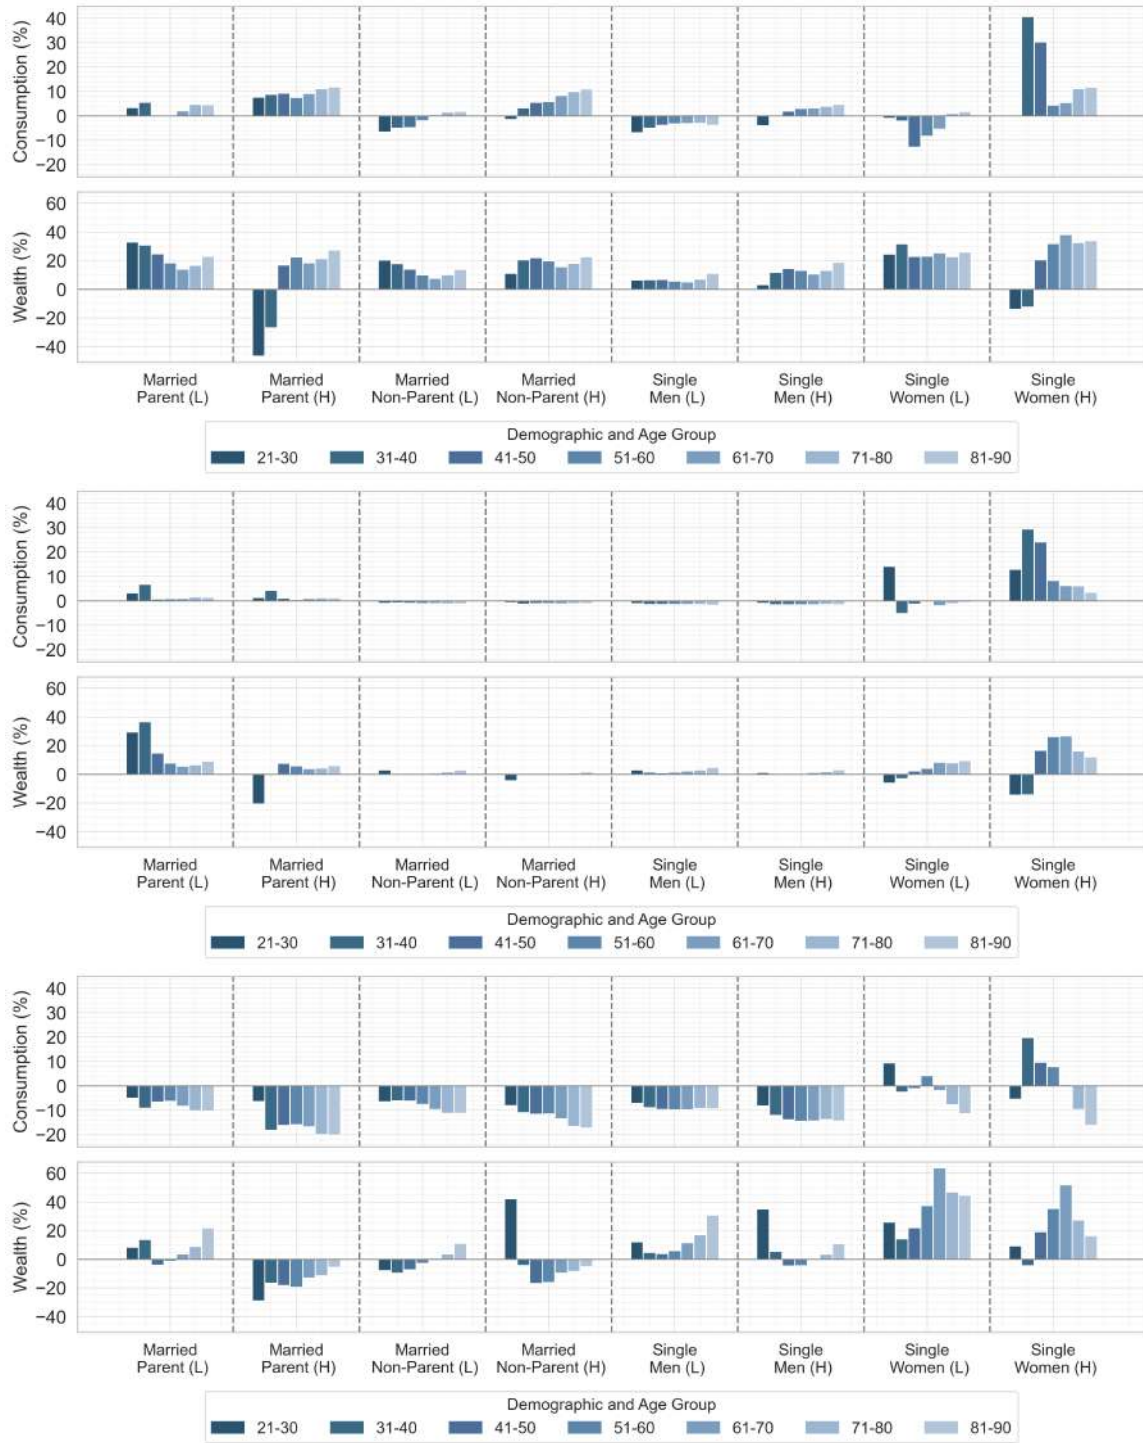 Consumption (%)
40
30
20
10
0
−10
−20
Wealth (%)
60
40
20
0
−20
−40
Married Married Married Married Single Single Single Single
Parent (L) Parent (H) Non-Parent (L) Non-Parent (H) Men (L) Men (H) Women (L) Women (H)
Demographic and Age Group
21-30 31-40 41-50 51-60 61-70 71-80 81-90
Consumption (%)
40
30
20
10
0
−10
−20
Wealth (%)
60
40
20
0
−20
−40
Married Married Married Married Single Single Single Single
Parent (L) Parent (H) Non-Parent (L) Non-Parent (H) Men (L) Men (H) Women (L) Women (H)
Demographic and Age Group
21-30 31-40 41-50 51-60 61-70 71-80 81-90
Consumption (%)
40
30
20
10
0
−10
−20
Wealth (%)
60
40
20
0
−20
−40
Married Married Married Married Single Single Single Single
Parent (L) Parent (H) Non-Parent (L) Non-Parent (H) Men (L) Men (H) Women (L) Women (H)
Demographic and Age Group
21-30 31-40 41-50 51-60 61-70 71-80 81-90